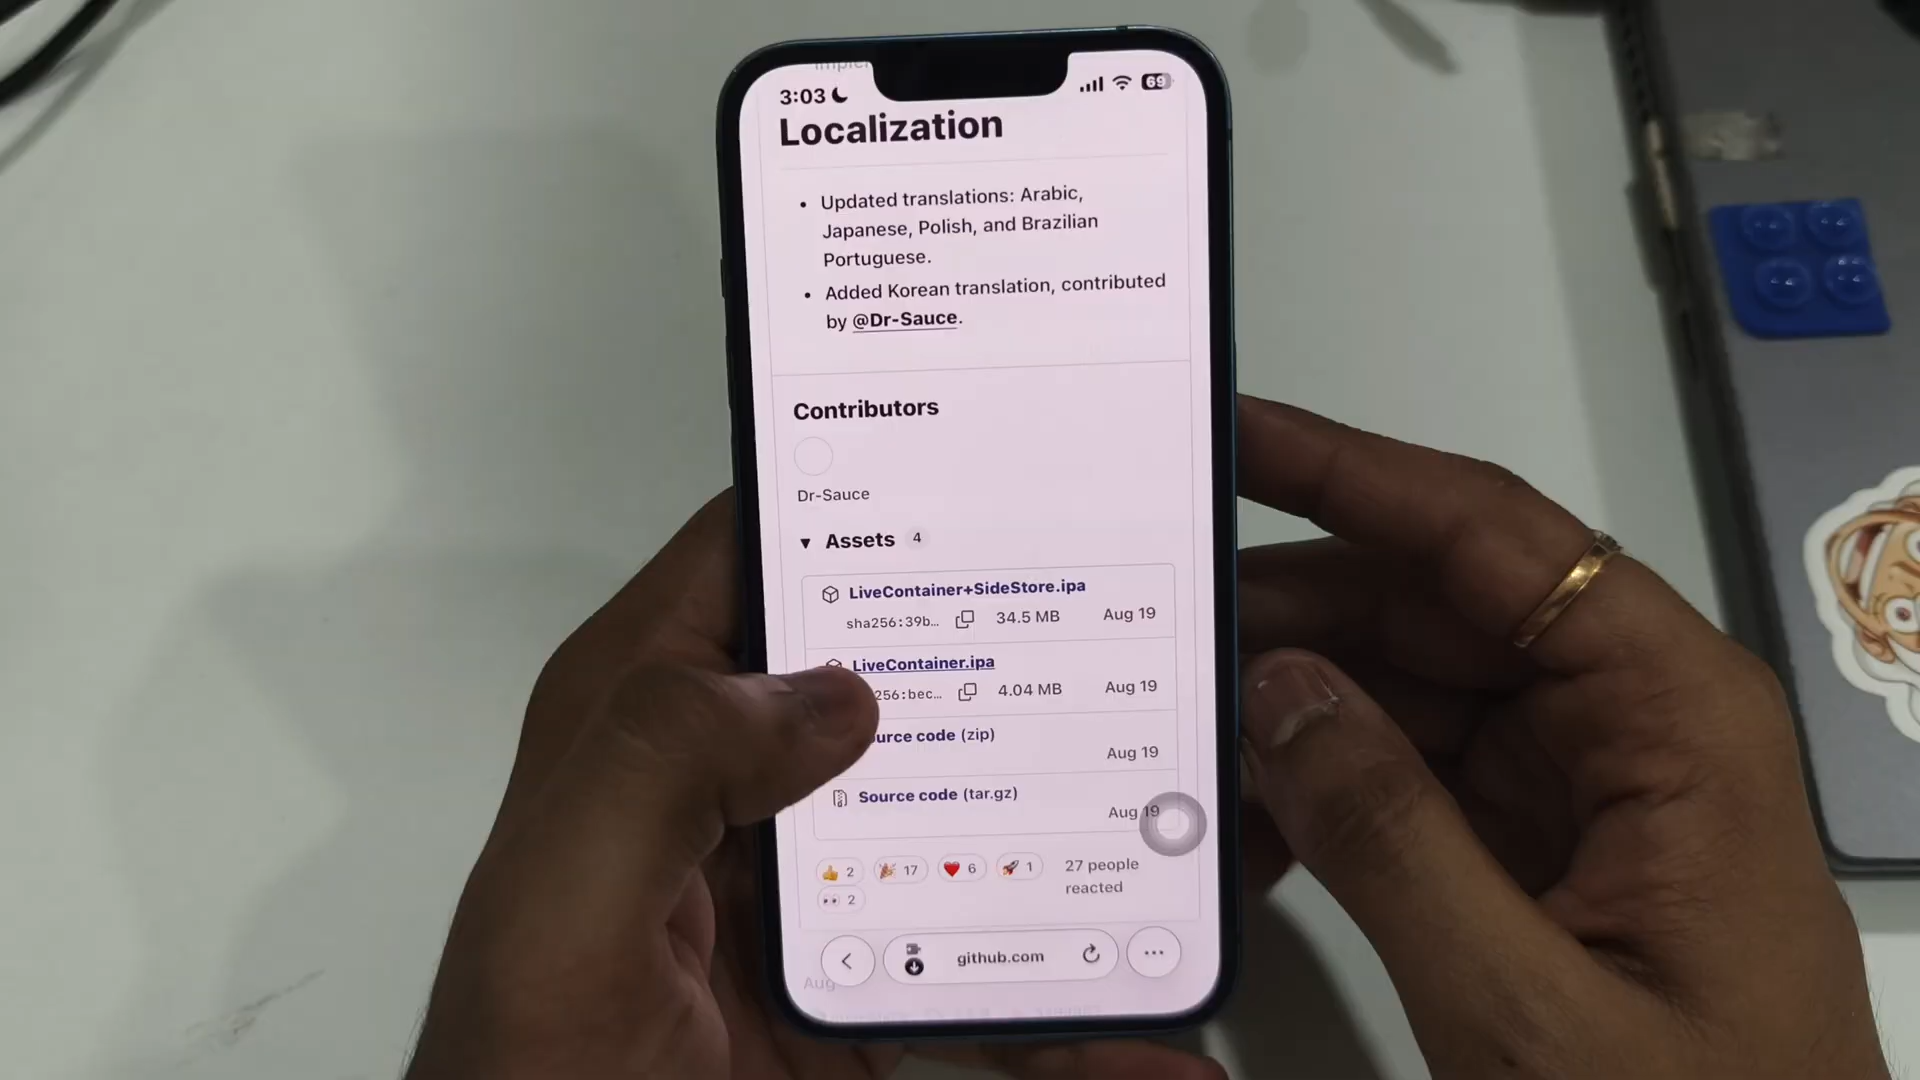 3:03
69
Localization
Updated translations: Arabic,
Japanese, Polish, and Brazilian
Portuguese.
Added Korean translation, contributed
by @Dr-Sauce.
Contributors
Dr-Sauce
Assets 4
LiveContainer+SideStore.ipa
sha256:39b... 34.5 MB Aug 19
LiveContainer.ipa
256:bec... 4.04 MB Aug 19
urce code (zip)
Aug 19
Source code (tar.gz)
Aug 19
2 17 6 1 27 people
reacted
2
github.com
Aug